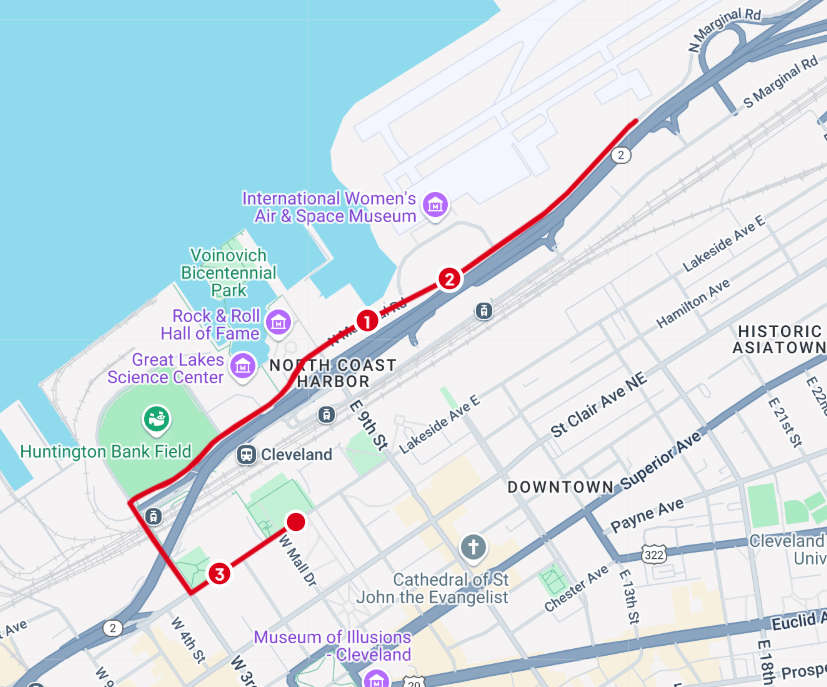 N Marginal Rd
S Marginal Rd
2
International Women's
Air & Space Museum
Voinovich
Bicentennial
Park
Lakeside Ave E
2
Hamilton Ave
Rock & Roll
Hall of Fame
1
HISTORIC
ASIATOWN
Great Lakes
Science Center
NORTH COAST
HARBOR
E 9th St
St Clair Ave NE
E 21st St
Lakeside Ave E
Huntington Bank Field
Cleveland
Superior Ave
DOWNTOWN
Payne Ave
Cleveland
322
W Mall Dr
3
Cathedral of St
John the Evangelist
Chester Ave
E 13th St
2
W 4th St
Museum of Illusions
- Cleveland
Euclid
E 18th
20